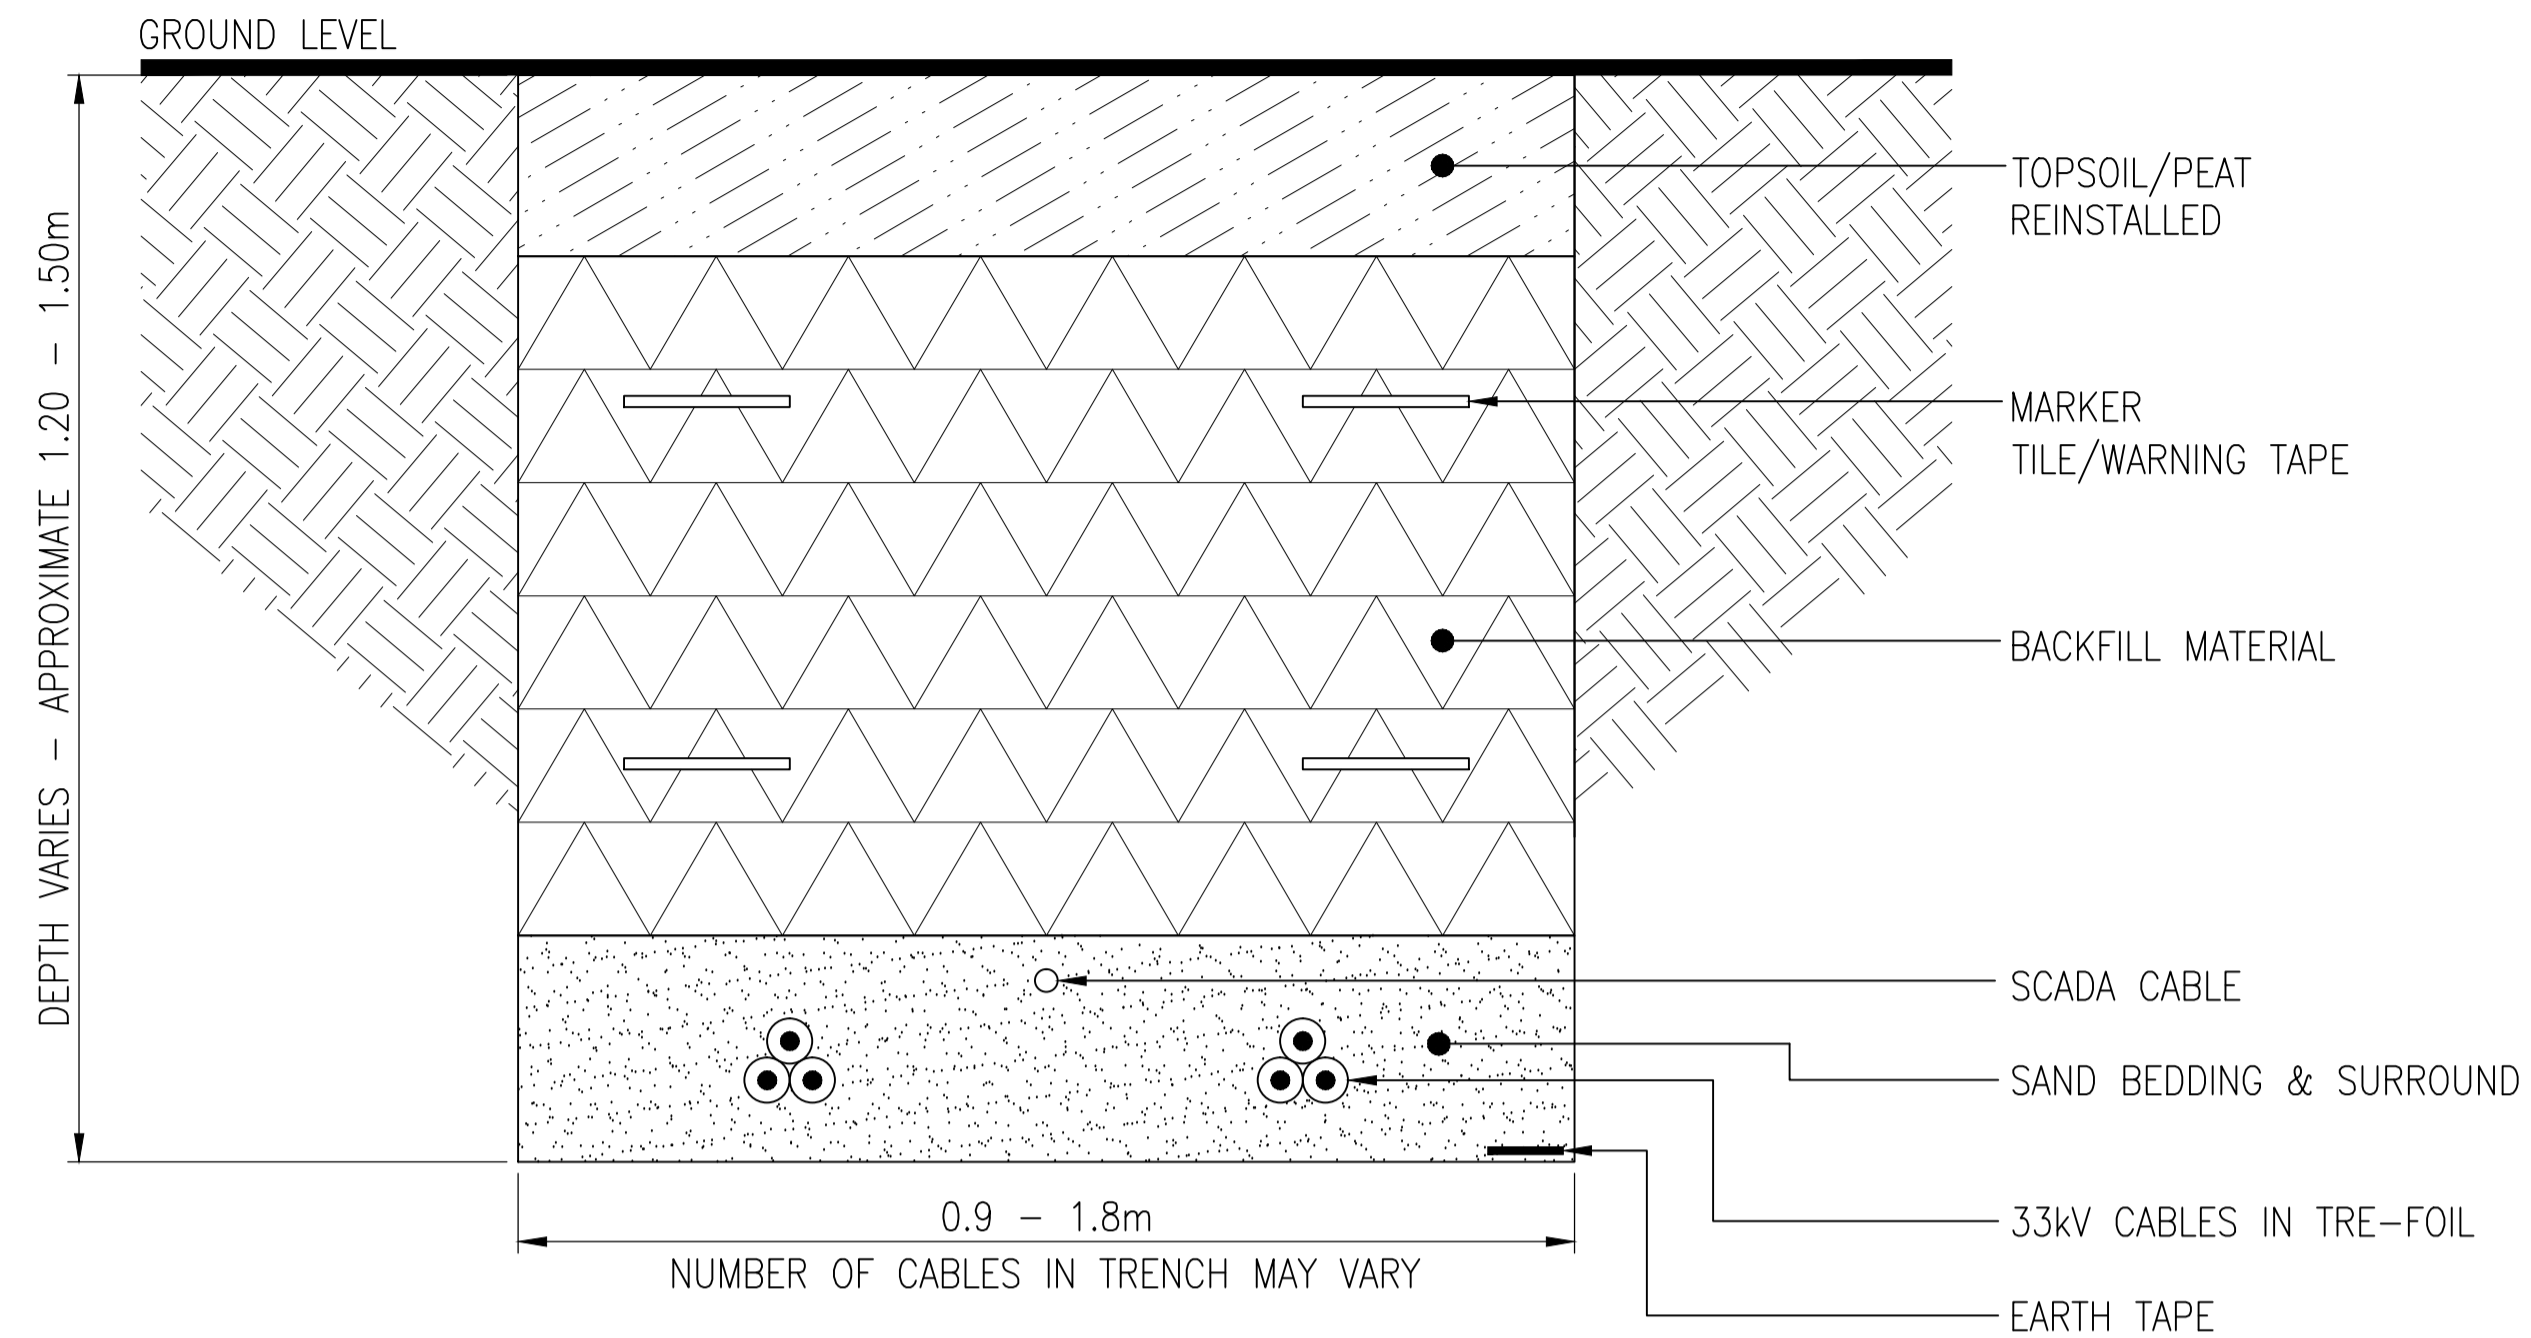 GROUND LEVEL
DEPTH VARIES - APPROXIMATE 1.20 - 1.50m
TOPSOIL/PEAT
REINSTALLED
MARKER
TILE/WARNING TAPE
BACKFILL MATERIAL
SCADA CABLE
SAND BEDDING & SURROUND
33kV CABLES IN TRE-FOIL
EARTH TAPE
0.9 - 1.8m
NUMBER OF CABLES IN TRENCH MAY VARY